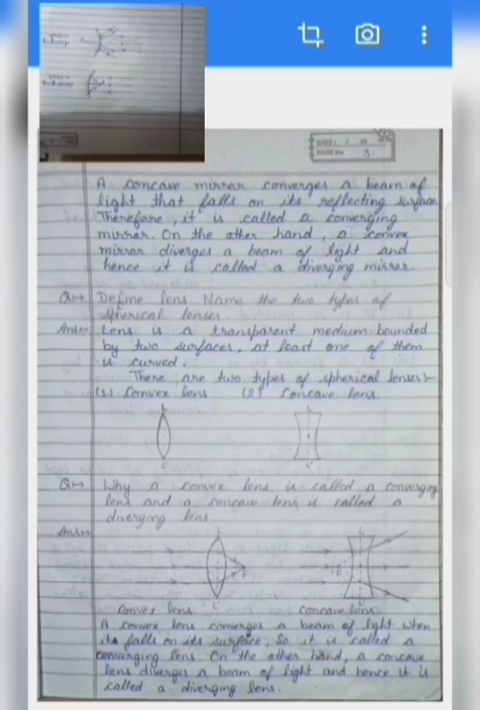 DATE: / /20
PAGE No. 3.
A concave mirror converges a beam of
light that falls on its reflecting surface.
Therefore, it is called a converging
mirror. On the other hand, a convex
mirror diverges a beam of light and
hence it is called a diverging mirror.
Q:→ Define lens. Name the two types of
spherical lenses.
Ans:→ Lens is a transparent medium bounded
by two surfaces, at least one of them
is curved.
There are two types of spherical lenses:-
(1) Convex lens (2) Concave lens.
L L
L' L'
Q:→ Why a convex lens is called a converging
lens and a concave lens is called a
diverging lens.
Ans:→
L L
F F
L' L'
Convex lens concave lens
A convex lens converges a beam of light when
its falls on its surface, So it is called a
converging lens. On the other hand, a concave
lens diverges a beam of light and hence it is
called a diverging lens.